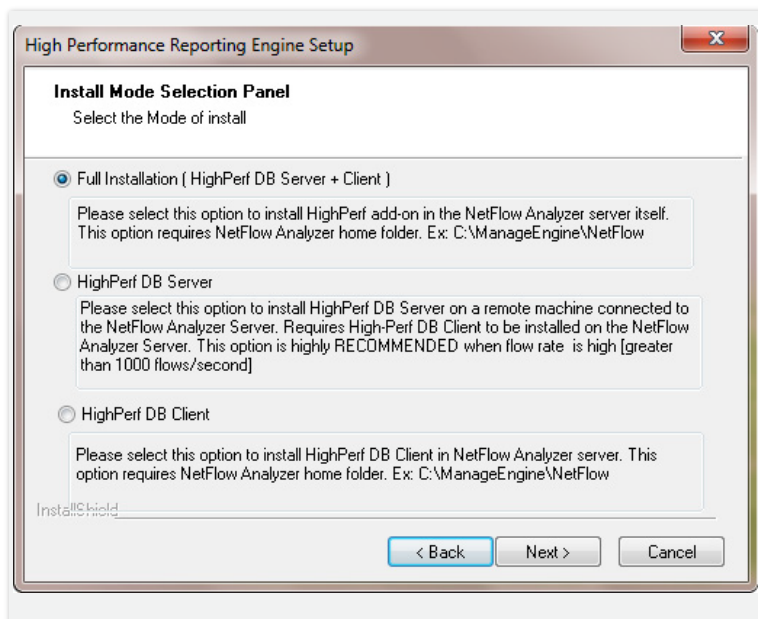 High Performance Reporting Engine Setup
Install Mode Selection Panel
Select the Mode of install
Full Installation ( HighPerf DB Server + Client )
Please select this option to install HighPerf add-on in the NetFlow Analyzer server itself.
This option requires NetFlow Analyzer home folder. Ex: C:\ManageEngine\NetFlow
HighPerf DB Server
Please select this option to install HighPerf DB Server on a remote machine connected to
the NetFlow Analyzer Server. Requires High-Perf DB Client to be installed on the NetFlow
Analyzer Server. This option is highly RECOMMENDED when flow rate  is high [greater
than 1000 flows/second]
HighPerf DB Client
Please select this option to install HighPerf DB Client in NetFlow Analyzer server. This
option requires NetFlow Analyzer home folder. Ex: C:\ManageEngine\NetFlow
InstallShield
< Back Next > Cancel